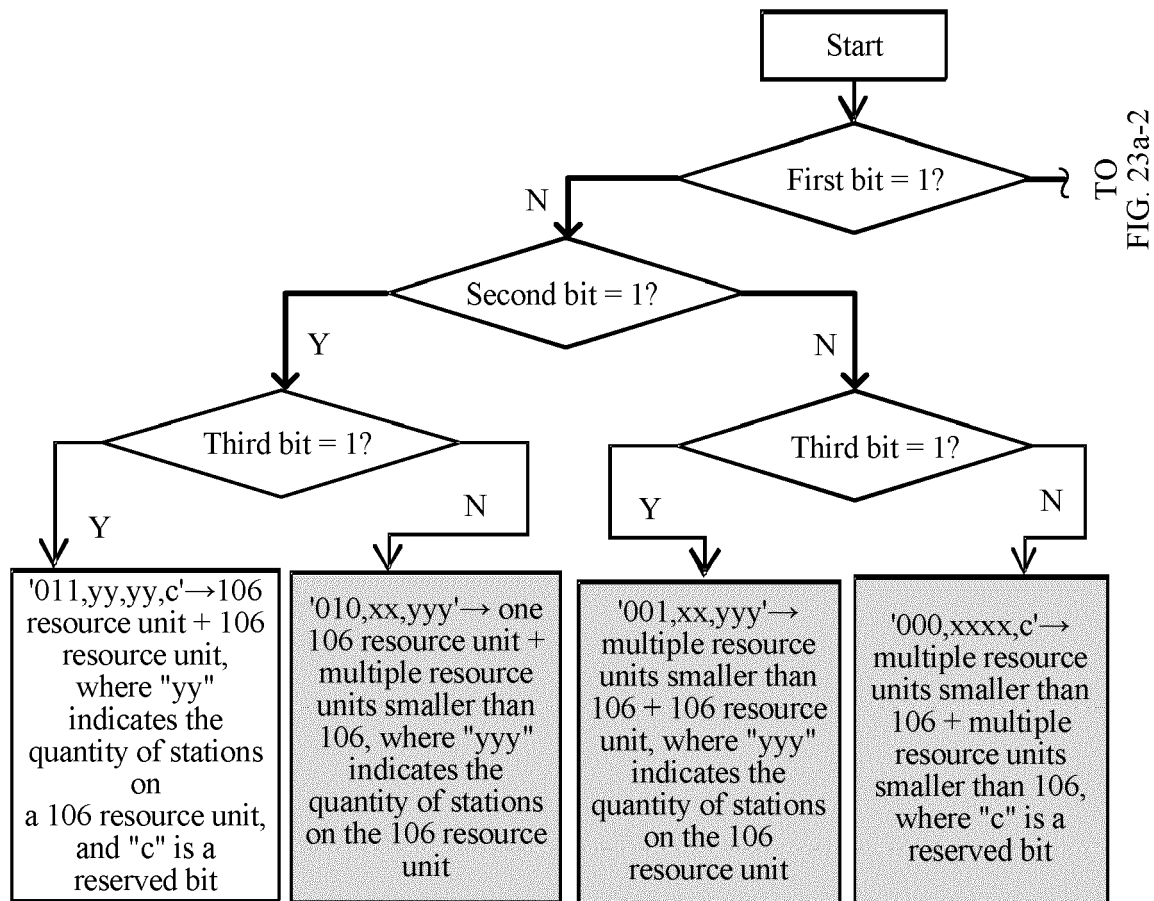 Start
First bit = 1?
TO
FIG. 23a-2
N
Second bit = 1?
Y
N
Third bit = 1?
Third bit = 1?
Y
N
Y
N
'011,yy,yy,c'→106
resource unit + 106
resource unit,
where "yy"
indicates the
quantity of stations
on
a 106 resource unit,
and "c" is a
reserved bit
'010,xx,yyy'→ one
106 resource unit +
multiple resource
units smaller than
106, where "yyy"
indicates the
quantity of stations
on the 106 resource
unit
'001,xx,yyy'→
multiple resource
units smaller than
106 + 106 resource
unit, where "yyy"
indicates the
quantity of stations
on the 106
resource unit
'000,xxxx,c'→
multiple resource
units smaller than
106 + multiple
resource units
smaller than 106,
where "c" is a
reserved bit